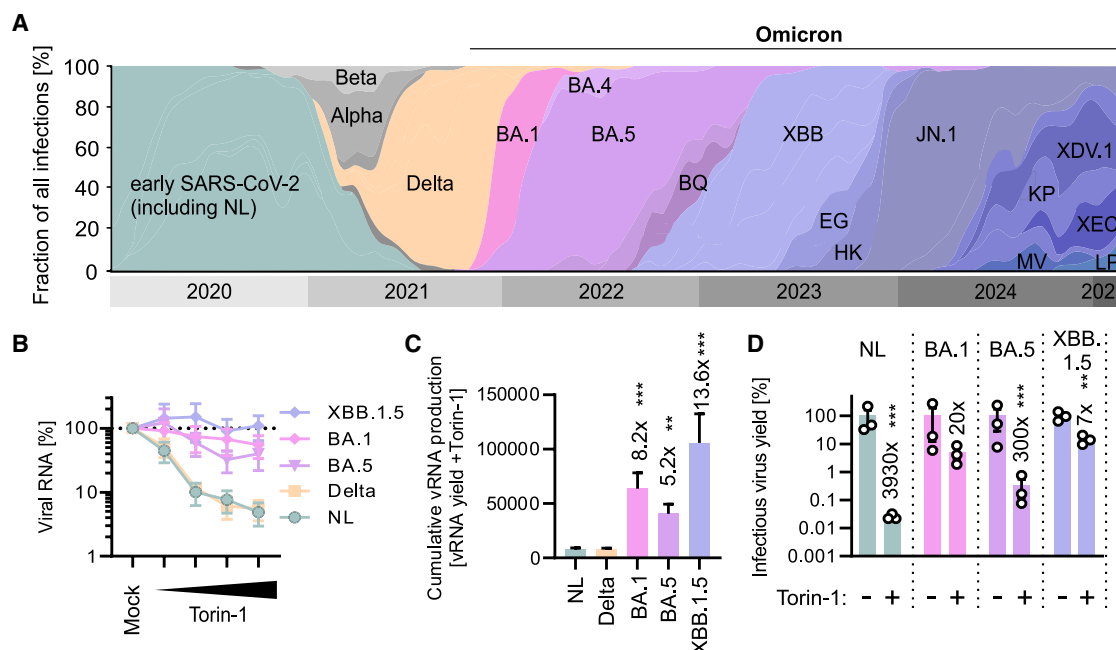 A
Omicron
Fraction of all infections [%]
100
80
60
40
20
0
early SARS-CoV-2
(including NL)
Beta
Alpha
Delta
BA.1
BA.4
BA.5
BQ
XBB
EG
HK
JN.1
KP
MV
XDV.1
XEC
LF
2020
2021
2022
2023
2024
202
B
Viral RNA [%]
100
10
1
Mock
Torin-1
XBB.1.5
BA.1
BA.5
Delta
NL
C
Cumulative vRNA production
[vRNA yield +Torin-1]
150000
100000
50000
0
8.2x ***
5.2x **
13.6x ***
NL
Delta
BA.1
BA.5
XBB.1.5
D
Infectious virus yield [%]
100
10
1
0.1
0.01
0.001
NL
BA.1
BA.5
XBB.
1.5
3930x ***
20x
300x ***
7x **
Torin-1: - + - + - + - +